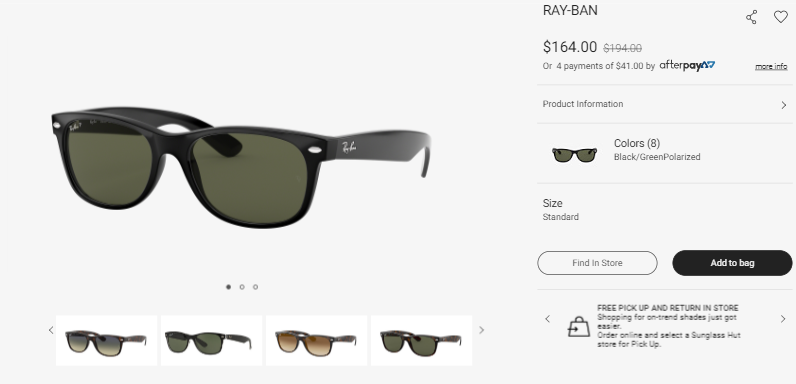 RAY-BAN
$164.00 $194.00
Or 4 payments of $41.00 by afterpay more info
Product Information
Colors (8)
Black/GreenPolarized
Size
Standard
Find In Store Add to bag
FREE PICK UP AND RETURN IN STORE
Shopping for on-trend shades just got
easier.
Order online and select a Sunglass Hut
store for Pick Up.
Ray-Ban